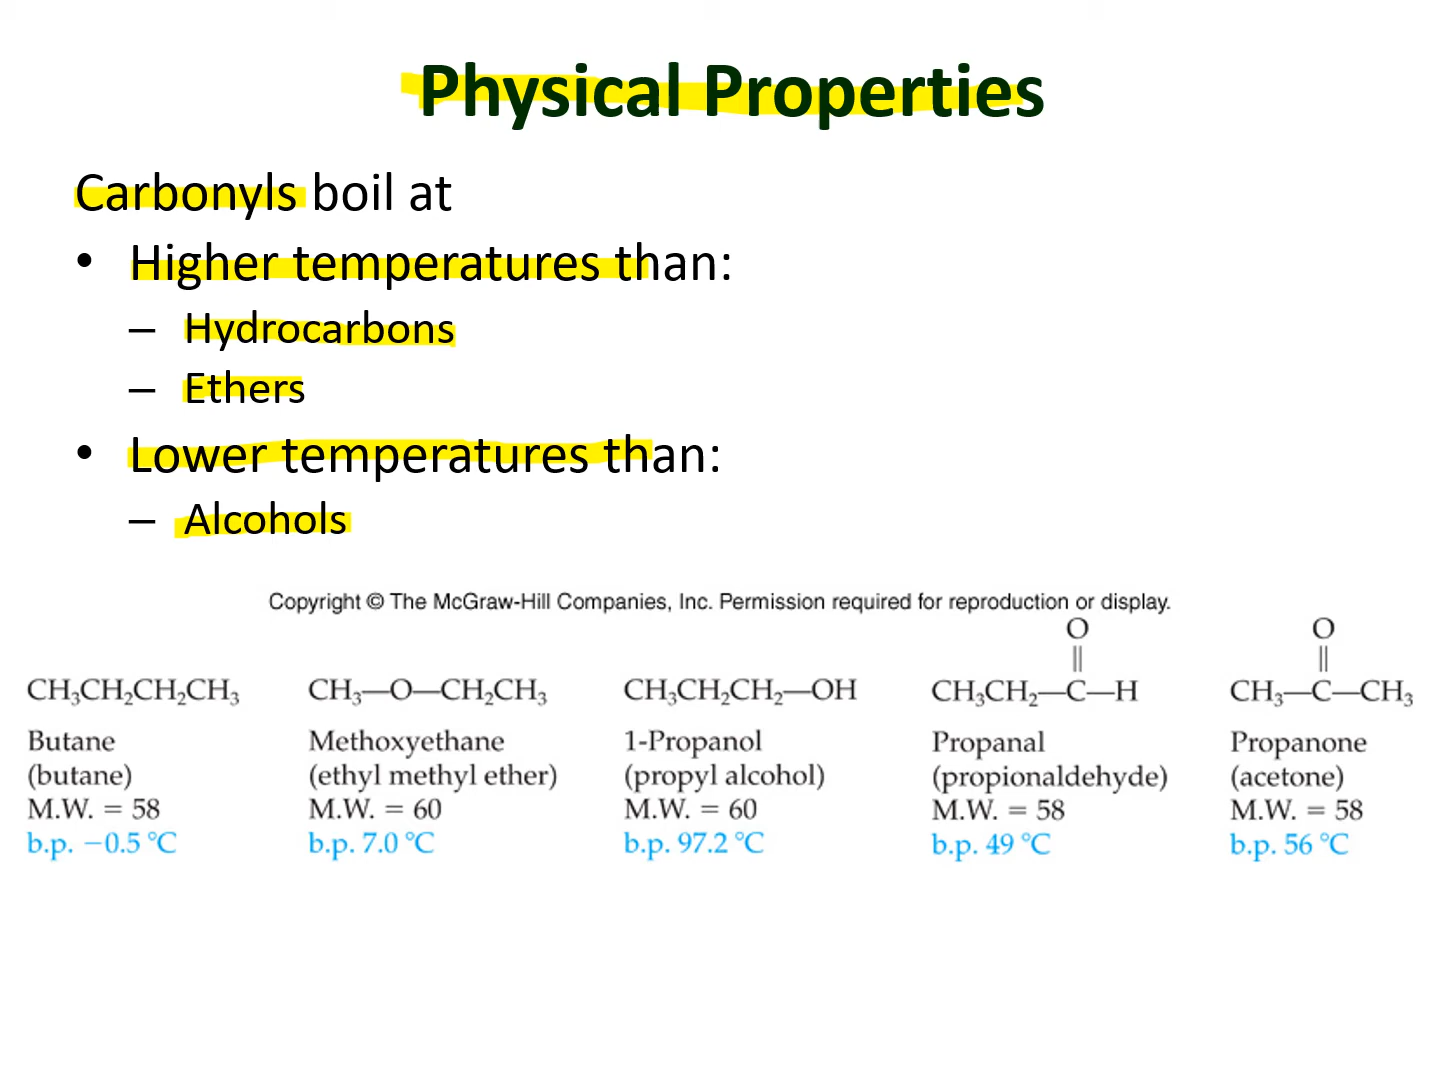 Physical Properties
Carbonyls boil at
• Higher temperatures than:
– Hydrocarbons
– Ethers
• Lower temperatures than:
– Alcohols
Copyright © The McGraw-Hill Companies, Inc. Permission required for reproduction or display.
O
||
O
||
CH₃CH₂CH₂CH₃ CH₃—O—CH₂CH₃ CH₃CH₂CH₂—OH CH₃CH₂—C—H CH₃—C—CH₃
Butane Methoxyethane 1-Propanol Propanal Propanone
(butane) (ethyl methyl ether) (propyl alcohol) (propionaldehyde) (acetone)
M.W. = 58 M.W. = 60 M.W. = 60 M.W. = 58 M.W. = 58
b.p. −0.5 °C b.p. 7.0 °C b.p. 97.2 °C b.p. 49 °C b.p. 56 °C